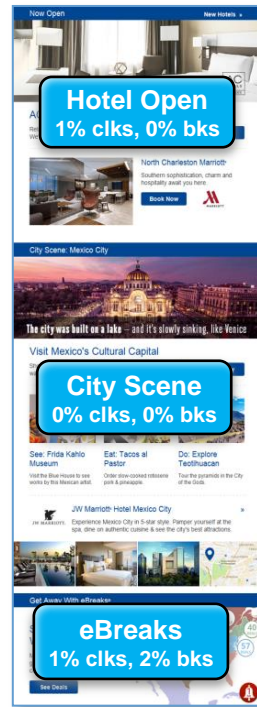 Now Open
New Hotels »
Hotel Open
1% clks, 0% bks
North Charleston Marriott®
Southern sophistication, charm and
hospitality await you here.
Book Now
MARRIOTT
City Scene: Mexico City
The city was built on a lake – and it's slowly sinking, like Venice
Visit Mexico's Cultural Capital
City Scene
0% clks, 0% bks
See: Frida Kahlo
Museum
Visit the Blue House to see
works by this Mexican artist.
Eat: Tacos al
Pastor
Order slow-cooked rotisserie
pork & pineapple.
Do: Explore
Teotihuacan
Tour the pyramids in the City
of the Gods.
JW MARRIOTT
JW Marriott® Hotel Mexico City »
Experience Mexico City in 5-star style. Pamper yourself at the
spa, dine on authentic cuisine & see the city's best attractions.
Get Away With eBreaks®
eBreaks
1% clks, 2% bks
40
57
See Deals